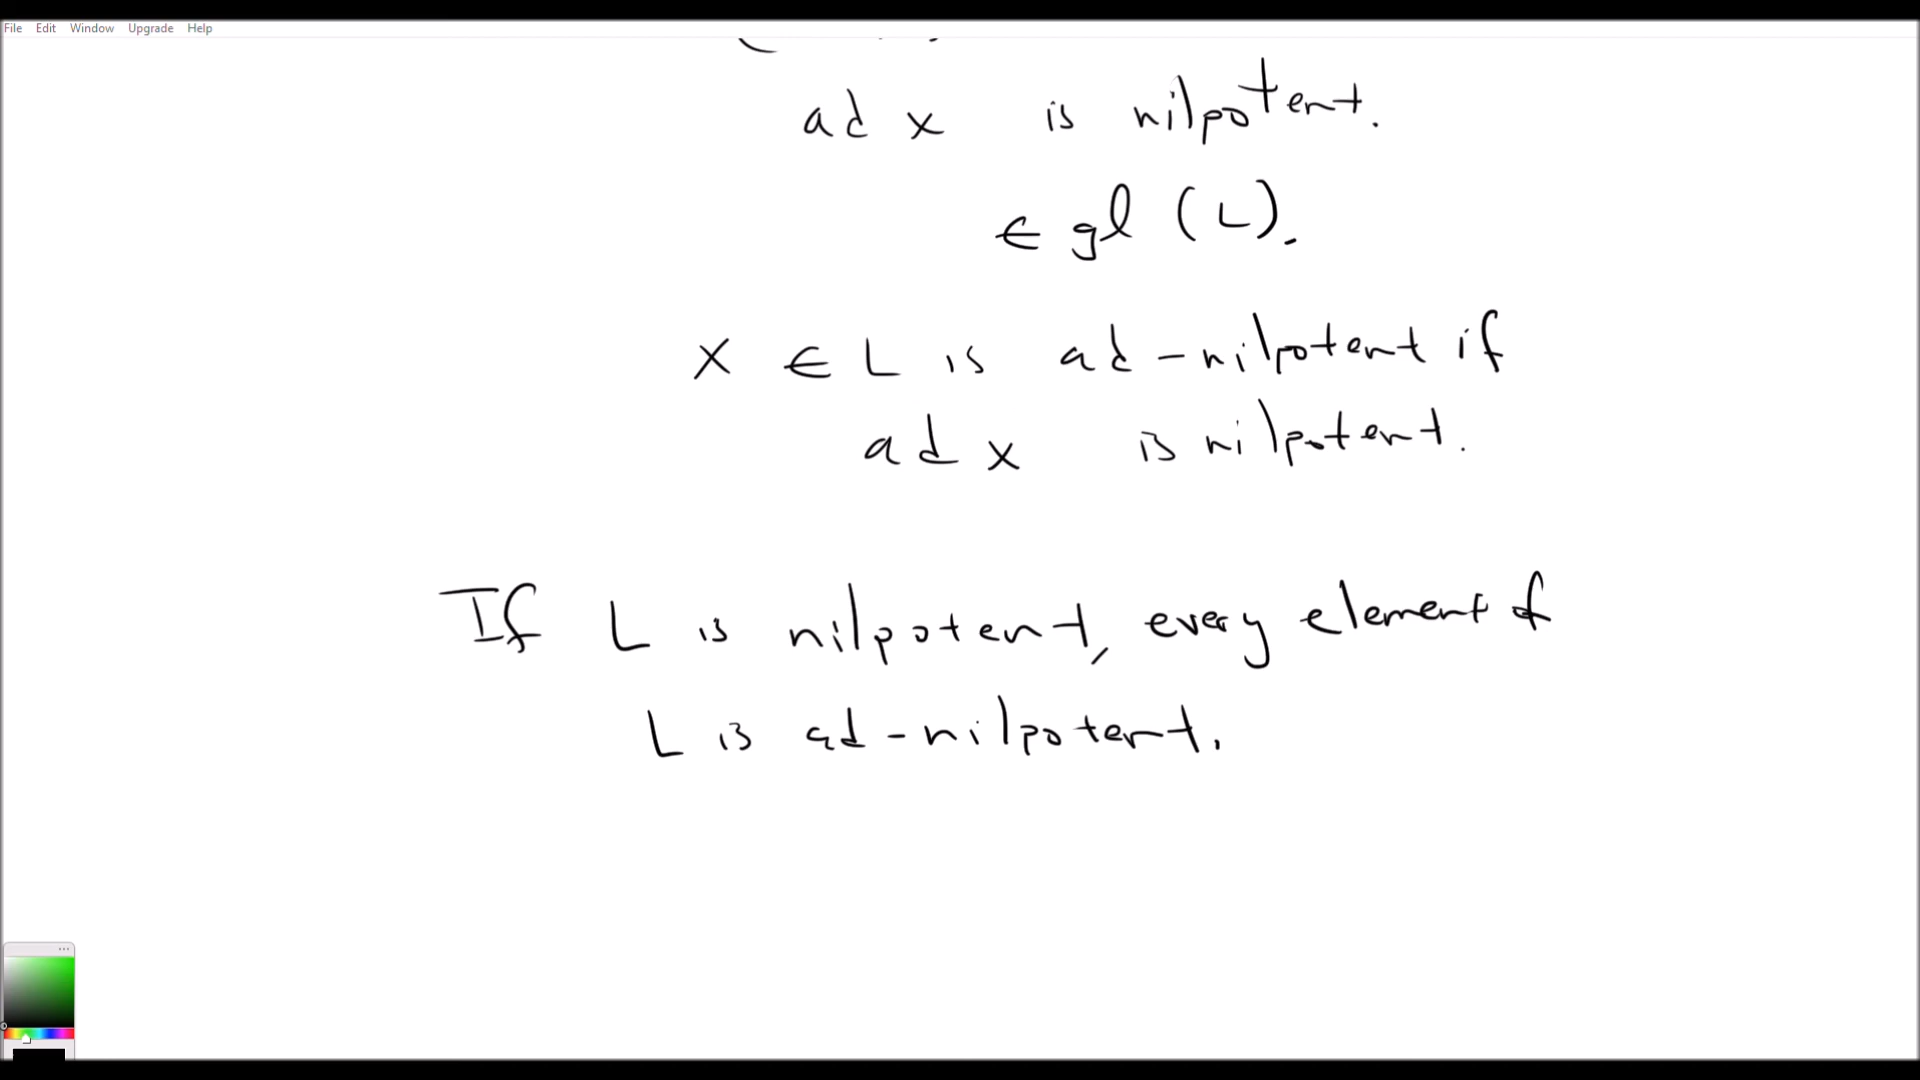 File Edit Window Upgrade Help
ad x is nilpotent.
∈ gl (L).
x ∈ L is ad-nilpotent if
ad x is nilpotent.
If L is nilpotent, every element of
L is ad-nilpotent.